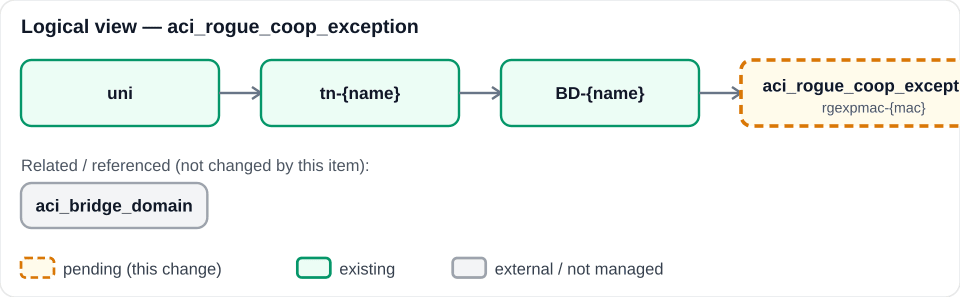 Logical view — aci_rogue_coop_exception
uni
tn-{name}
BD-{name}
aci_rogue_coop_except
rgexpmac-{mac}
Related / referenced (not changed by this item):
aci_bridge_domain
pending (this change)
existing
external / not managed